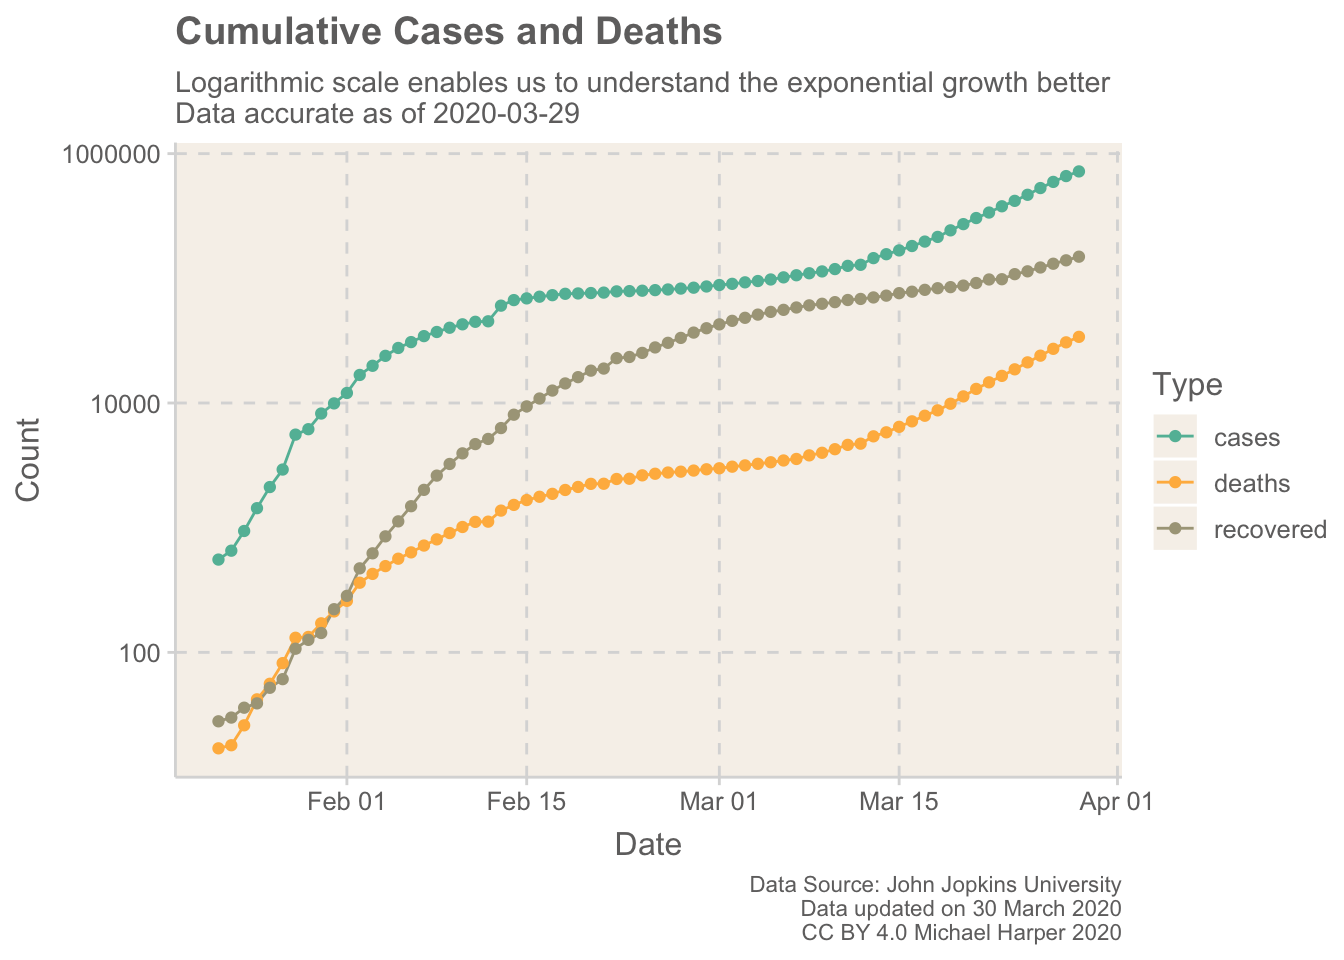 Cumulative Cases and Deaths
Logarithmic scale enables us to understand the exponential growth better
Data accurate as of 2020-03-29
1000000
10000
100
Count
Feb 01
Feb 15
Mar 01
Mar 15
Apr 01
Date
Type
cases
deaths
recovered
Data Source: John Jopkins University
Data updated on 30 March 2020
CC BY 4.0 Michael Harper 2020